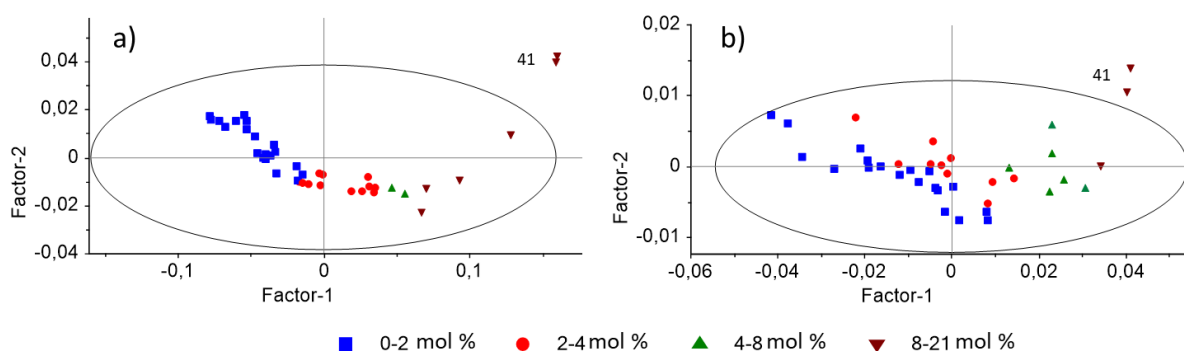 a)
41
0,04
0,02
0
-0,02
-0,04
Factor-2
-0,1
0
0,1
Factor-1
b)
41
0,02
0,01
0
-0,01
Factor-2
-0,06
-0,04
-0,02
0
0,02
0,04
Factor-1
0-2 mol %
2-4 mol %
4-8 mol %
8-21 mol %